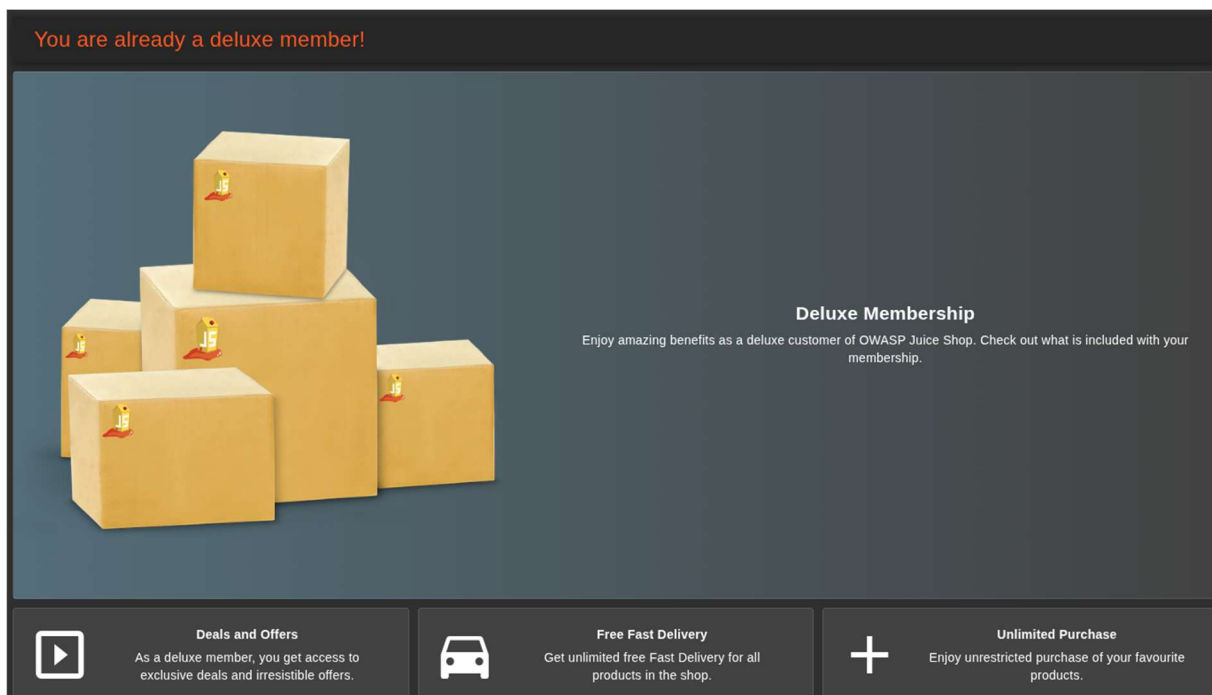 You are already a deluxe member!
JS
JS
JS
JS
JS
Deluxe Membership
Enjoy amazing benefits as a deluxe customer of OWASP Juice Shop. Check out what is included with your
membership.
Deals and Offers
As a deluxe member, you get access to
exclusive deals and irresistible offers.
Free Fast Delivery
Get unlimited free Fast Delivery for all
products in the shop.
Unlimited Purchase
Enjoy unrestricted purchase of your favourite
products.